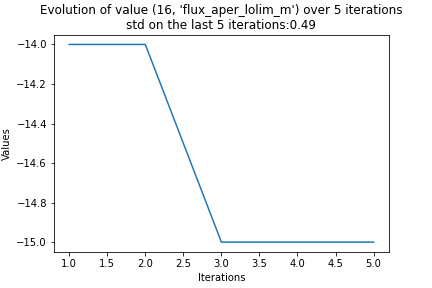 Evolution of value (16, 'flux_aper_lolim_m') over 5 iterations
std on the last 5 iterations:0.49
−14.0
−14.2
−14.4
−14.6
−14.8
−15.0
Values
1.0 1.5 2.0 2.5 3.0 3.5 4.0 4.5 5.0
Iterations